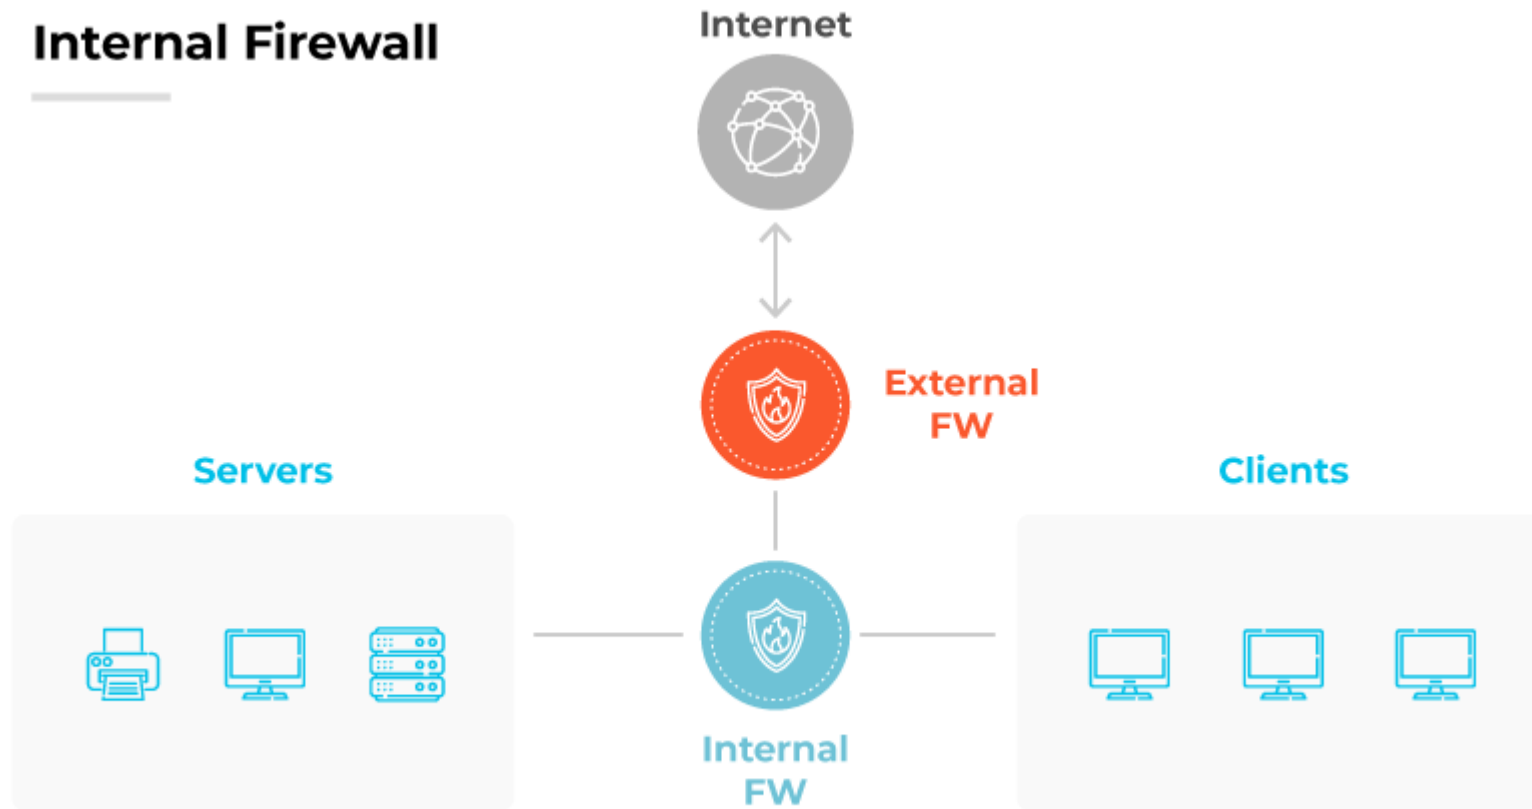 Internal Firewall
Internet
External
FW
Servers
Clients
Internal
FW